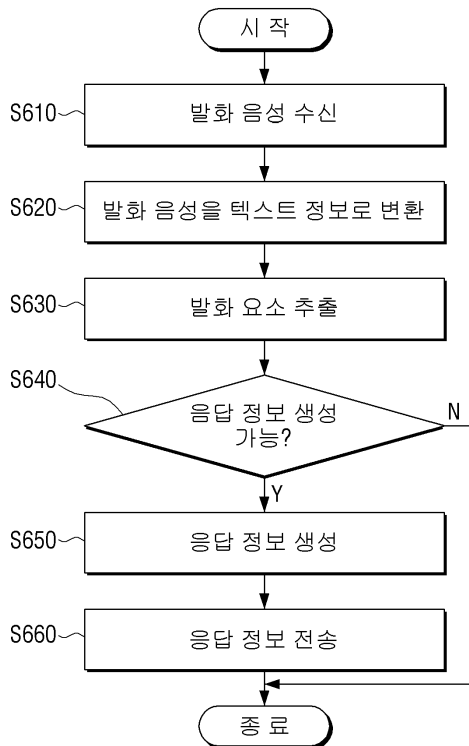 시 작
S610
발화 음성 수신
S620
발화 음성을 텍스트 정보로 변환
S630
발화 요소 추출
S640
응답 정보 생성
가능?
N
Y
S650
응답 정보 생성
S660
응답 정보 전송
종 료